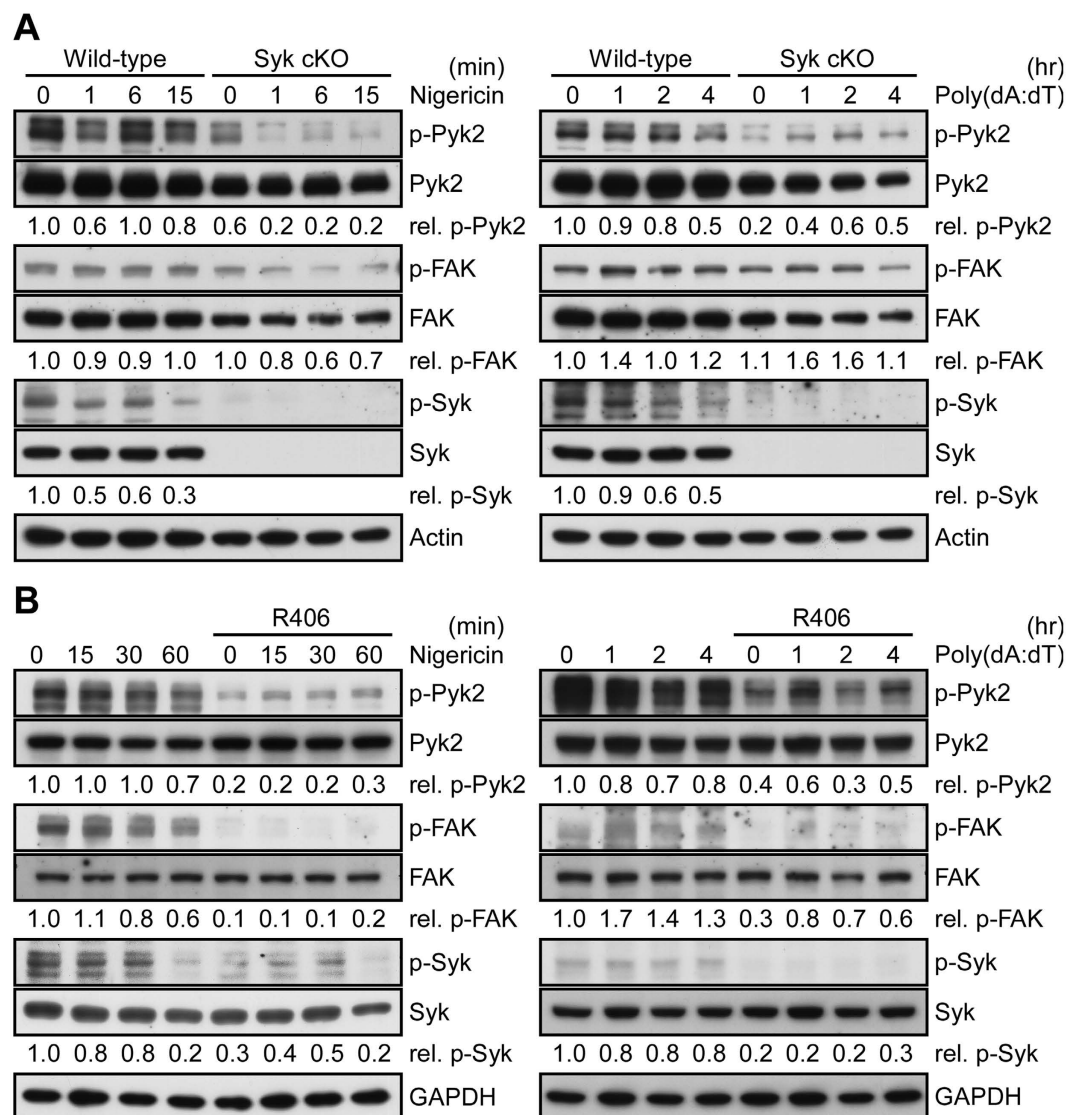 A
Wild-type Syk cKO (min)
0 1 6 15 0 1 6 15 Nigericin
p-Pyk2
Pyk2
1.0 0.6 1.0 0.8 0.6 0.2 0.2 0.2 rel. p-Pyk2
p-FAK
FAK
1.0 0.9 0.9 1.0 1.0 0.8 0.6 0.7 rel. p-FAK
p-Syk
Syk
1.0 0.5 0.6 0.3 rel. p-Syk
Actin
Wild-type Syk cKO (hr)
0 1 2 4 0 1 2 4 Poly(dA:dT)
p-Pyk2
Pyk2
1.0 0.9 0.8 0.5 0.2 0.4 0.6 0.5 rel. p-Pyk2
p-FAK
FAK
1.0 1.4 1.0 1.2 1.1 1.6 1.6 1.1 rel. p-FAK
p-Syk
Syk
1.0 0.9 0.6 0.5 rel. p-Syk
Actin
B
R406 (min)
0 15 30 60 0 15 30 60 Nigericin
p-Pyk2
Pyk2
1.0 1.0 1.0 0.7 0.2 0.2 0.2 0.3 rel. p-Pyk2
p-FAK
FAK
1.0 1.1 0.8 0.6 0.1 0.1 0.1 0.2 rel. p-FAK
p-Syk
Syk
1.0 0.8 0.8 0.2 0.3 0.4 0.5 0.2 rel. p-Syk
GAPDH
R406 (hr)
0 1 2 4 0 1 2 4 Poly(dA:dT)
p-Pyk2
Pyk2
1.0 0.8 0.7 0.8 0.4 0.6 0.3 0.5 rel. p-Pyk2
p-FAK
FAK
1.0 1.7 1.4 1.3 0.3 0.8 0.7 0.6 rel. p-FAK
p-Syk
Syk
1.0 0.8 0.8 0.8 0.2 0.2 0.2 0.3 rel. p-Syk
GAPDH